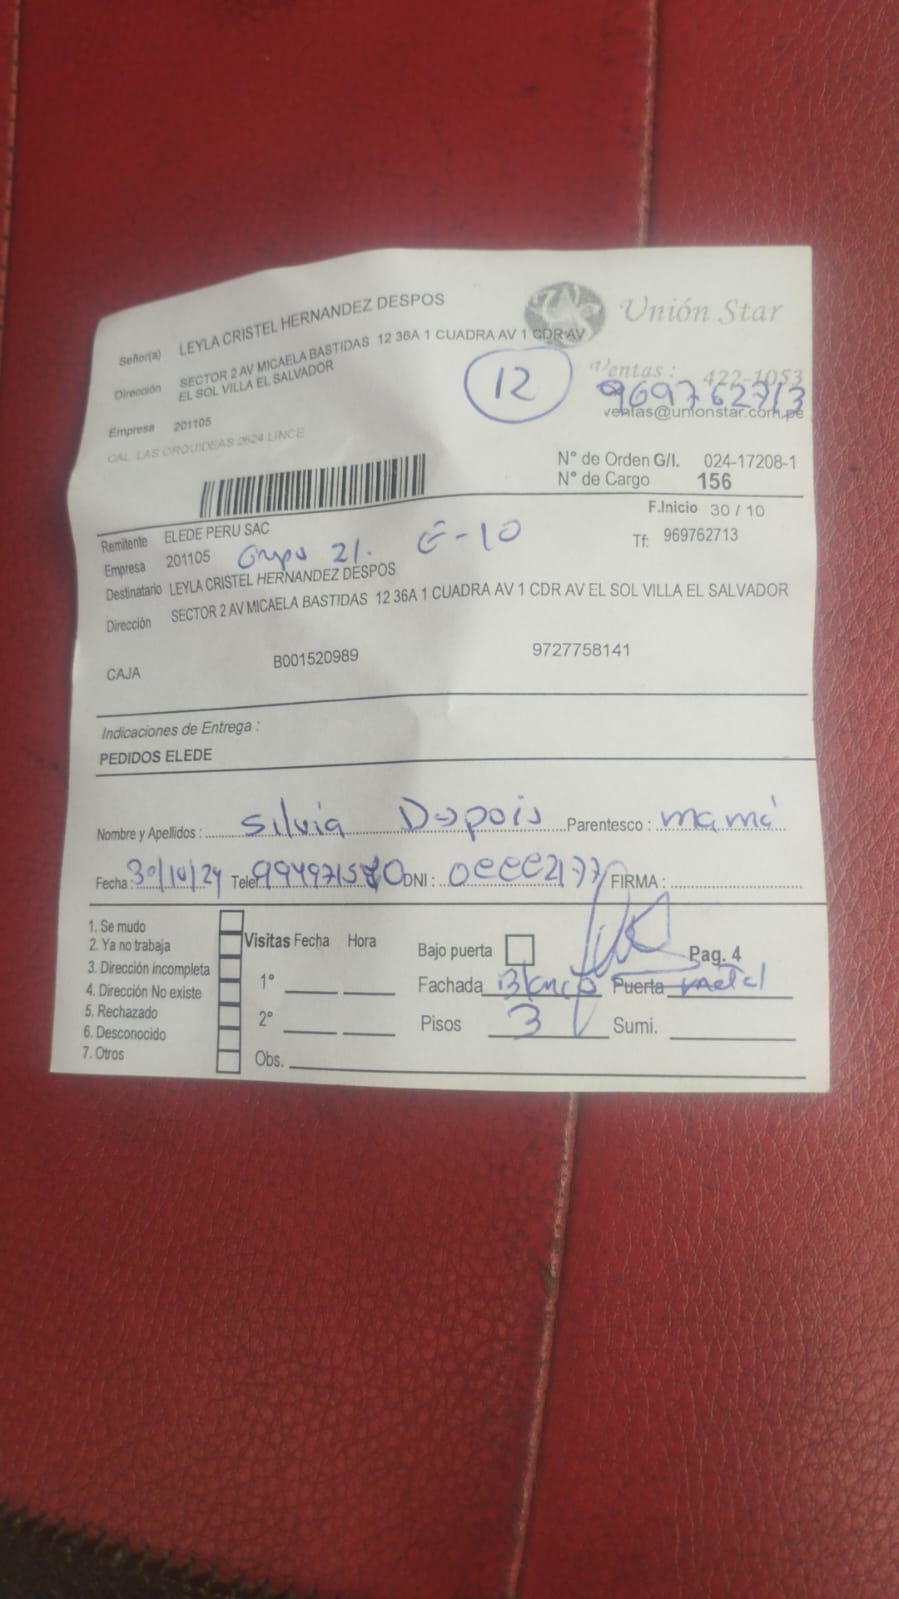 Señor(a) LEYLA CRISTEL HERNANDEZ DESPOS
Unión Star
Dirección SECTOR 2 AV MICAELA BASTIDAS 12 36A 1 CUADRA AV 1 CDR AV
EL SOL VILLA EL SALVADOR
12
Ventas : 422-1053
969762713
ventas@unionstar.com.pe
Empresa 201105
CAL. LAS ORQUIDEAS 2624 LINCE
N° de Orden G/I. 024-17208-1
N° de Cargo 156
F.Inicio 30 / 10
Remitente ELEDE PERU SAC
Tf: 969762713
Empresa 201105 Grupo 21. E-10
Destinatario LEYLA CRISTEL HERNANDEZ DESPOS
Dirección SECTOR 2 AV MICAELA BASTIDAS 12 36A 1 CUADRA AV 1 CDR AV EL SOL VILLA EL SALVADOR
CAJA B001520989 9727758141
Indicaciones de Entrega :
PEDIDOS ELEDE
Nombre y Apellidos : Silvia Parentesco : mamá
Fecha: 30/10/24 Telef DNI : FIRMA :
1. Se mudo
2. Ya no trabaja
3. Dirección incompleta
4. Dirección No existe
5. Rechazado
6. Desconocido
7. Otros
Visitas Fecha Hora
1°
2°
Obs.
Bajo puerta Pag. 4
Fachada Blanco Puerta metal
Pisos 3 Sumi.